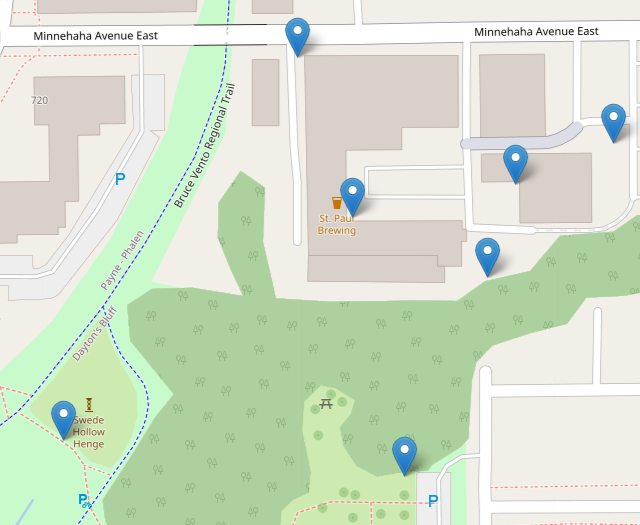 Minnehaha Avenue East
Minnehaha Avenue East
720
P
Bruce Vento Regional Trail
St. Paul
Brewing
Payne - Phalen
Dayton's Bluff
Swede
Hollow
Henge
P
P